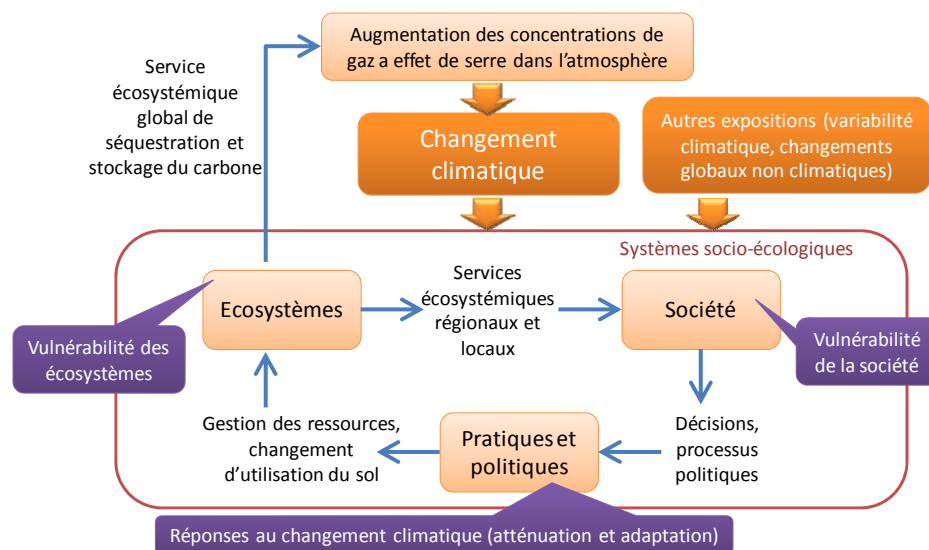 Augmentation des concentrations de
gaz a effet de serre dans l'atmosphère
Service
écosystémique
global de
séquestration et
stockage du carbone
Changement
climatique
Autres expositions (variabilité
climatique, changements
globaux non climatiques)
Systèmes socio-écologiques
Ecosystèmes
Services
écosystémiques
régionaux et
locaux
Société
Vulnérabilité des
écosystèmes
Vulnérabilité
de la société
Gestion des ressources,
changement
d'utilisation du sol
Pratiques et
politiques
Décisions,
processus
politiques
Réponses au changement climatique (atténuation et adaptation)